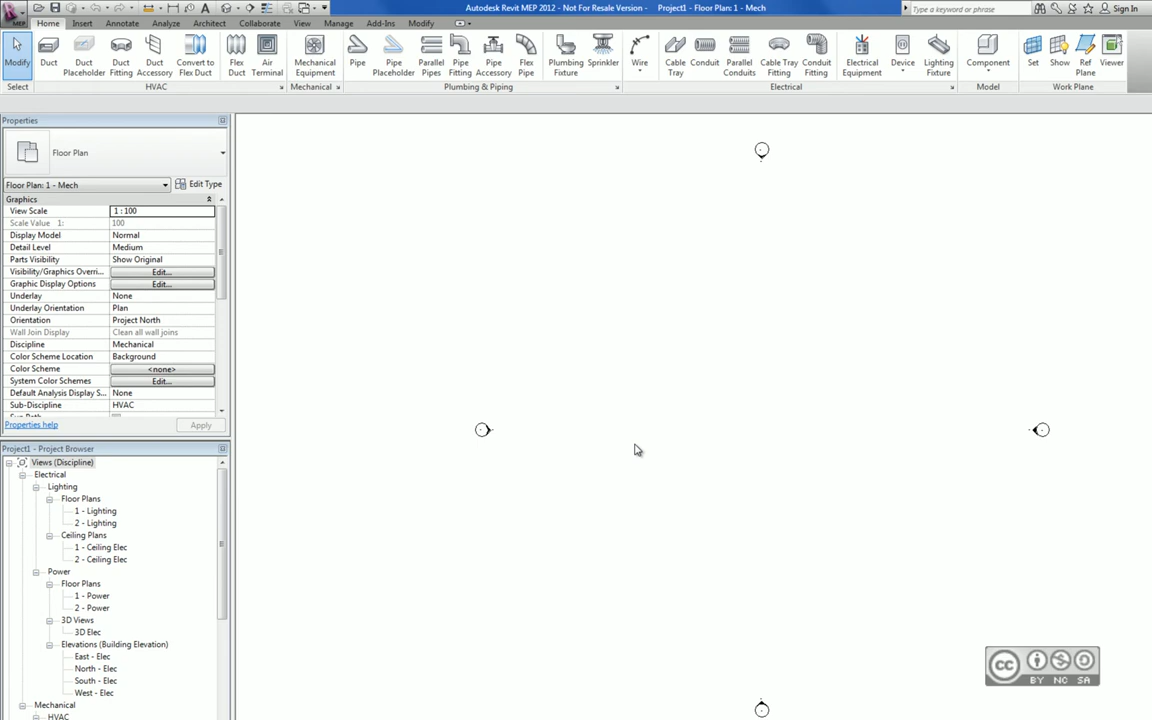 Autodesk Revit MEP 2012 - Not For Resale Version - Project1 - Floor Plan: 1 - Mech
Type a keyword or phrase
Sign In
MEP
Home Insert Annotate Analyze Architect Collaborate View Manage Add-Ins Modify
Modify
Duct
Duct Placeholder
Duct Fitting
Duct Accessory
Convert to Flex Duct
Flex Duct
Air Terminal
Mechanical Equipment
Pipe
Pipe Placeholder
Parallel Pipes
Pipe Fitting
Pipe Accessory
Flex Pipe
Plumbing Fixture
Sprinkler
Wire
Cable Tray
Conduit
Parallel Conduits
Cable Tray Fitting
Conduit Fitting
Electrical Equipment
Device
Lighting Fixture
Component
Set
Show
Ref Plane
Viewer
Select HVAC Mechanical Plumbing & Piping Electrical Model Work Plane
Properties
Floor Plan
Floor Plan: 1 - Mech Edit Type
Graphics
View Scale 1 : 100
Scale Value 1: 100
Display Model Normal
Detail Level Medium
Parts Visibility Show Original
Visibility/Graphics Overri... Edit...
Graphic Display Options Edit...
Underlay None
Underlay Orientation Plan
Orientation Project North
Wall Join Display Clean all wall joins
Discipline Mechanical
Color Scheme Location Background
Color Scheme <none>
System Color Schemes Edit...
Default Analysis Display S... None
Sub-Discipline HVAC
Properties help Apply
Project1 - Project Browser
Views (Discipline)
Electrical
Lighting
Floor Plans
1 - Lighting
2 - Lighting
Ceiling Plans
1 - Ceiling Elec
2 - Ceiling Elec
Power
Floor Plans
1 - Power
2 - Power
3D Views
3D Elec
Elevations (Building Elevation)
East - Elec
North - Elec
South - Elec
West - Elec
Mechanical
HVAC
cc
BY NC SA